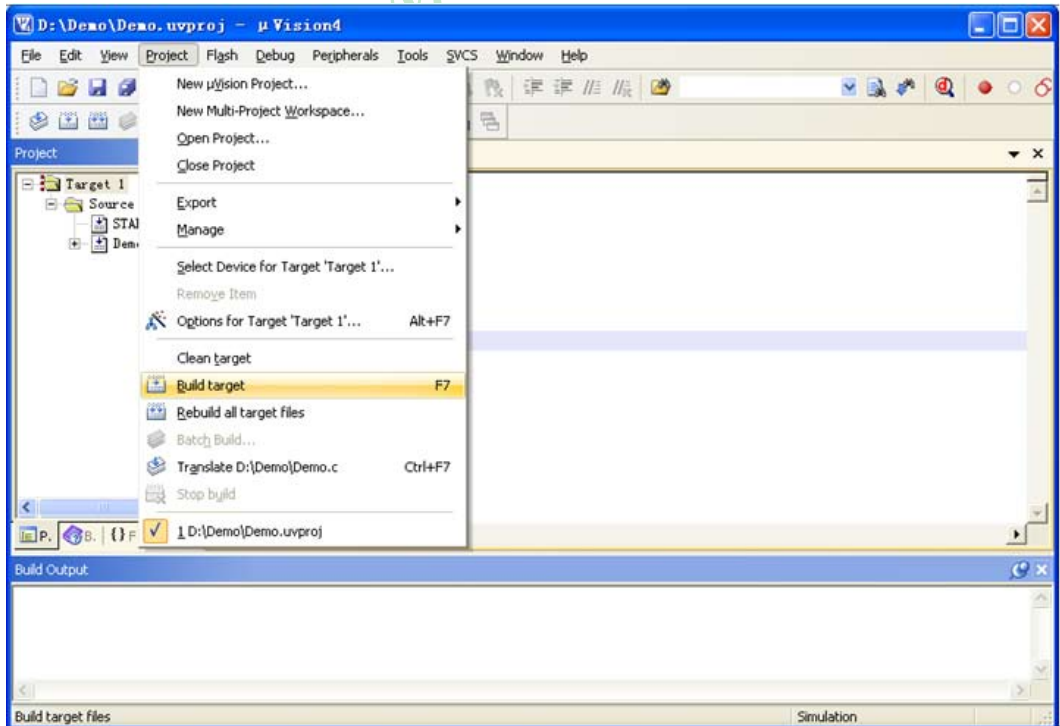 D:\Demo\Demo.uvproj - µVision4
File Edit View Project Flash Debug Peripherals Tools SVCS Window Help
New µVision Project...
New Multi-Project Workspace...
Open Project...
Close Project
Export
Manage
Select Device for Target 'Target 1'...
Remove Item
Options for Target 'Target 1'... Alt+F7
Clean target
Build target F7
Rebuild all target files
Batch Build...
Translate D:\Demo\Demo.c Ctrl+F7
Stop build
1 D:\Demo\Demo.uvproj
Project
Target 1
Source
STA
Dem
P. B. {} F
Build Output
Build target files Simulation